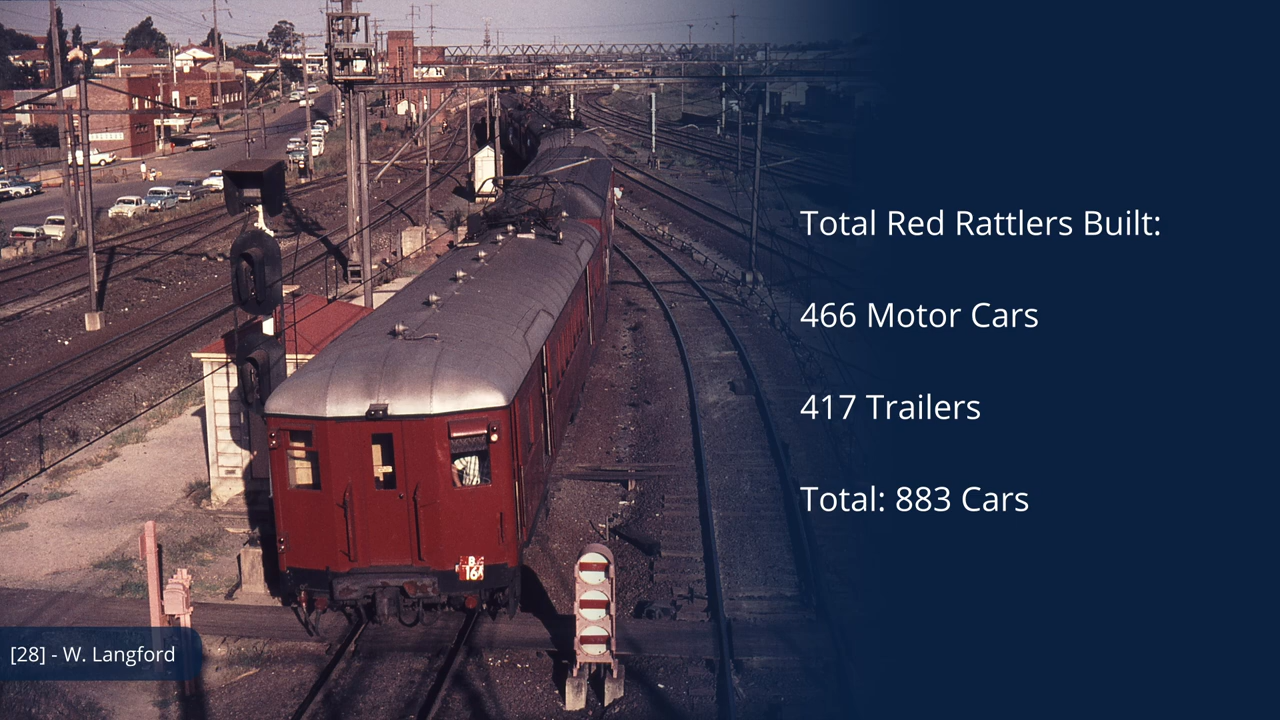 Total Red Rattlers Built:
466 Motor Cars
417 Trailers
Total: 883 Cars
[28] - W. Langford